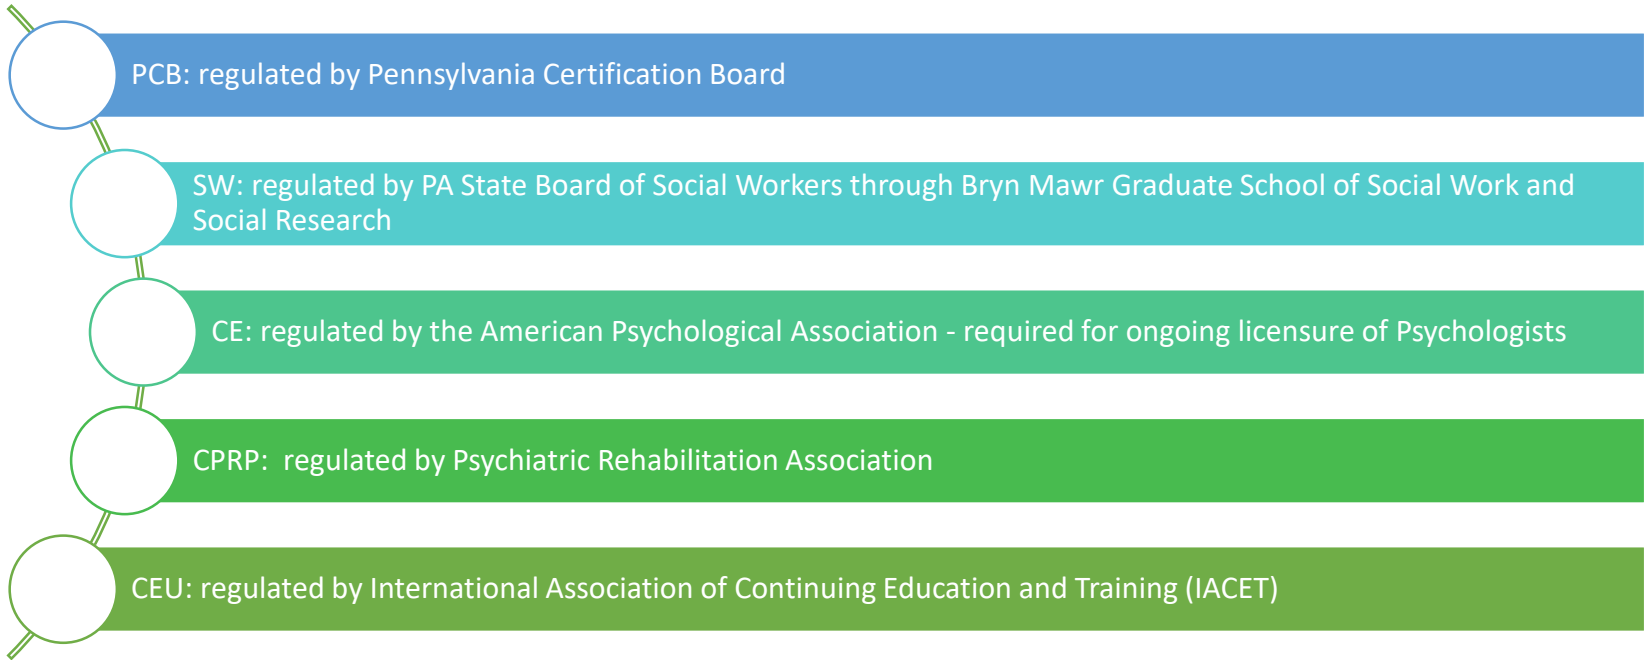 PCB: regulated by Pennsylvania Certification Board
SW: regulated by PA State Board of Social Workers through Bryn Mawr Graduate School of Social Work and
Social Research
CE: regulated by the American Psychological Association - required for ongoing licensure of Psychologists
CPRP:  regulated by Psychiatric Rehabilitation Association
CEU: regulated by International Association of Continuing Education and Training (IACET)